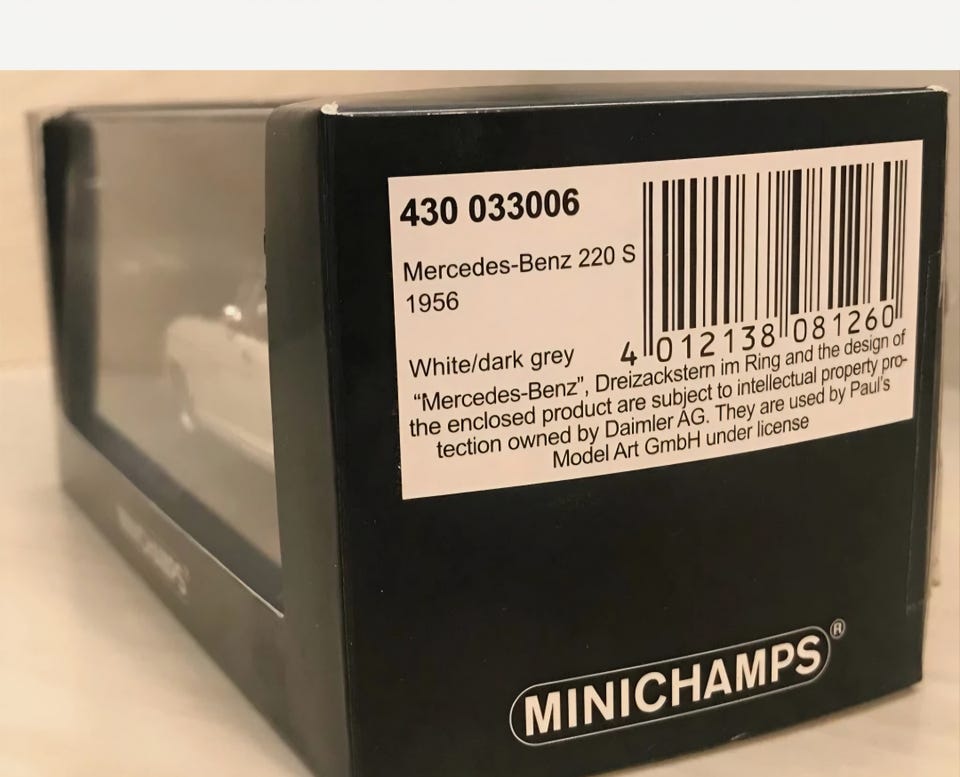 430 033006
Mercedes-Benz 220 S
1956
White/dark grey
4 012138 081260
“Mercedes-Benz”, Dreizackstern im Ring and the design of
the enclosed product are subject to intellectual property pro-
tection owned by Daimler AG. They are used by Paul's
Model Art GmbH under license
MINICHAMPS®